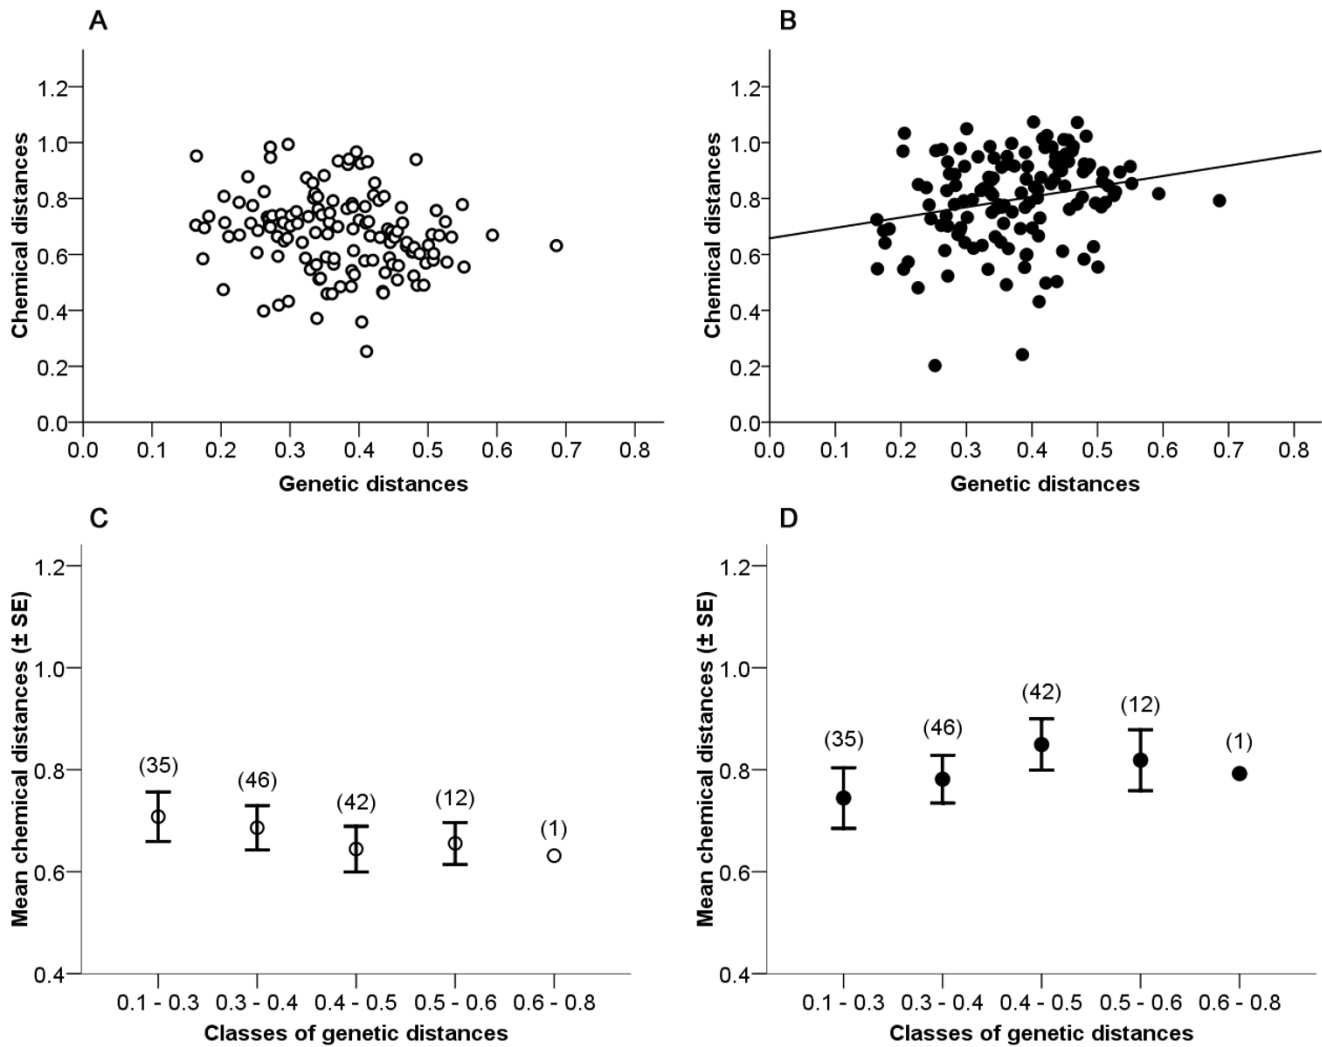 A
Chemical distances
1.2
1.0
0.8
0.6
0.4
0.2
0.0
0.0 0.1 0.2 0.3 0.4 0.5 0.6 0.7 0.8
Genetic distances
B
Chemical distances
1.2
1.0
0.8
0.6
0.4
0.2
0.0
0.0 0.1 0.2 0.3 0.4 0.5 0.6 0.7 0.8
Genetic distances
C
Mean chemical distances (± SE)
1.2
1.0
0.8
0.6
0.4
(35) (46) (42) (12) (1)
0.1 - 0.3 0.3 - 0.4 0.4 - 0.5 0.5 - 0.6 0.6 - 0.8
Classes of genetic distances
D
Mean chemical distances (± SE)
1.2
1.0
0.8
0.6
0.4
(35) (46) (42) (12) (1)
0.1 - 0.3 0.3 - 0.4 0.4 - 0.5 0.5 - 0.6 0.6 - 0.8
Classes of genetic distances